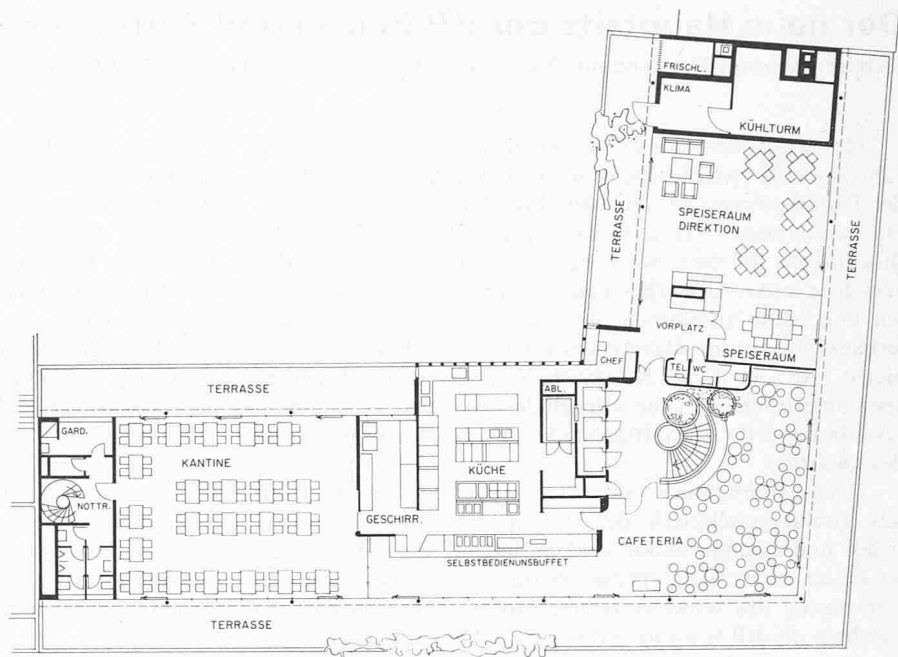 FRISCHL.
KLIMA
KÜHLTURM
TERRASSE
SPEISERAUM
DIREKTION
TERRASSE
VORPLATZ
CHEF
TEL
WC
SPEISERAUM
TERRASSE
ABL.
GARD.
KANTINE
KÜCHE
NOTTR.
GESCHIRR.
CAFETERIA
SELBSTBEDIENUNSBUFFET
TERRASSE